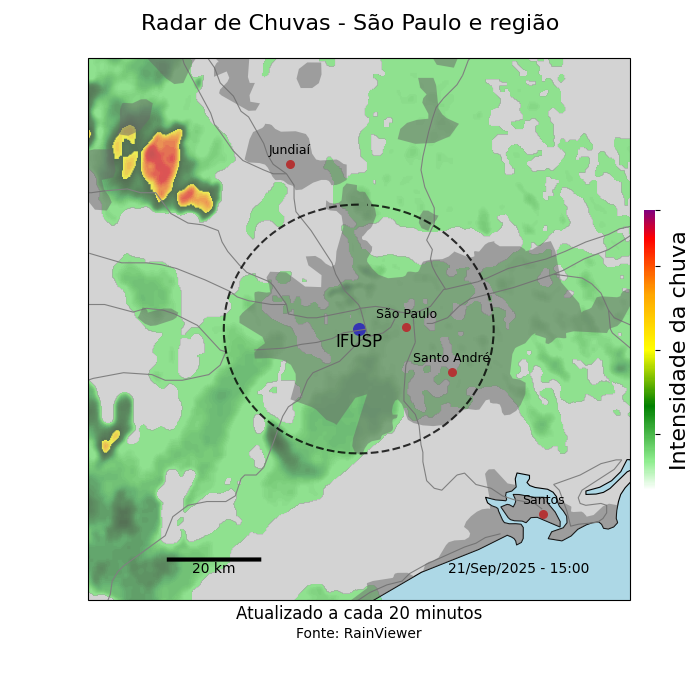 Radar de Chuvas - São Paulo e região
Jundiaí
São Paulo
IFUSP
Santo André
Santos
20 km
21/Sep/2025 - 15:00
Intensidade da chuva
Atualizado a cada 20 minutos
Fonte: RainViewer